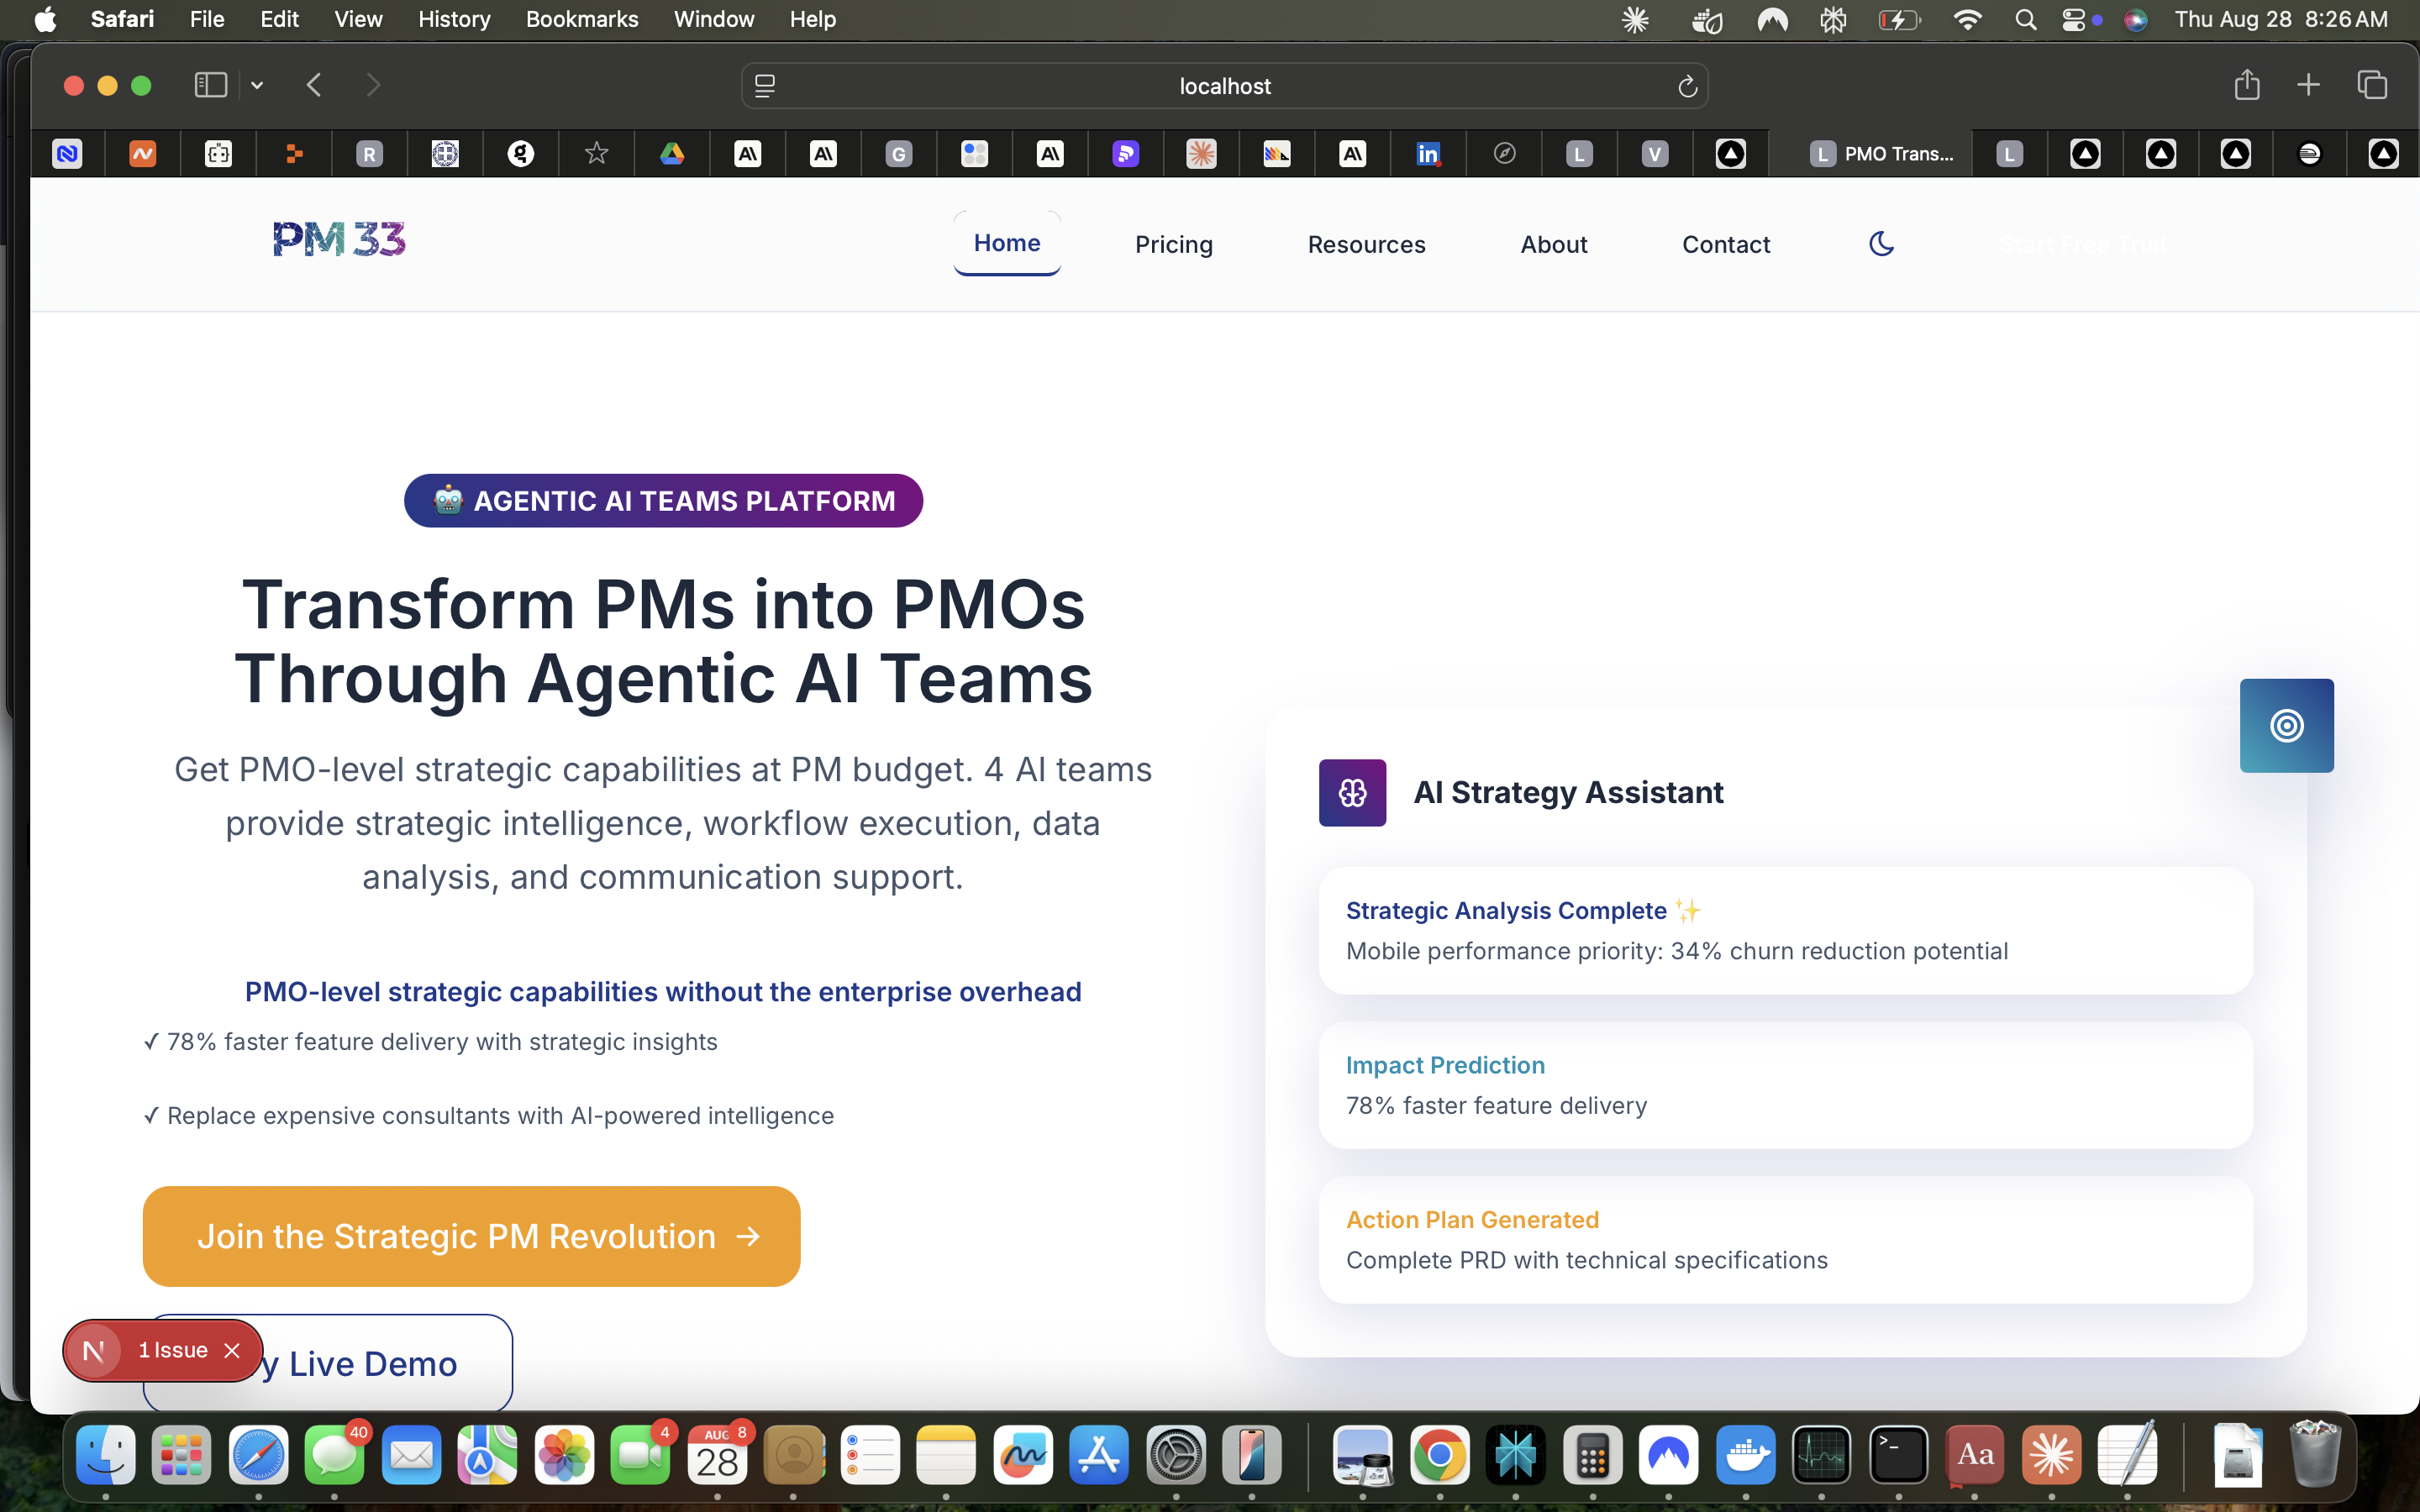 Safari File Edit View History Bookmarks Window Help Thu Aug 28 8:26 AM
localhost
R G L V L PMO Trans... L
PM33
Home Pricing Resources About Contact Start Free Trial
🤖 AGENTIC AI TEAMS PLATFORM
Transform PMs into PMOs
Through Agentic AI Teams
Get PMO-level strategic capabilities at PM budget. 4 AI teams
provide strategic intelligence, workflow execution, data
analysis, and communication support.
PMO-level strategic capabilities without the enterprise overhead
✓ 78% faster feature delivery with strategic insights
✓ Replace expensive consultants with AI-powered intelligence
Join the Strategic PM Revolution →
y Live Demo
N 1 Issue ×
AI Strategy Assistant
Strategic Analysis Complete ✨
Mobile performance priority: 34% churn reduction potential
Impact Prediction
78% faster feature delivery
Action Plan Generated
Complete PRD with technical specifications
40 4 AUG 28 8 Aa